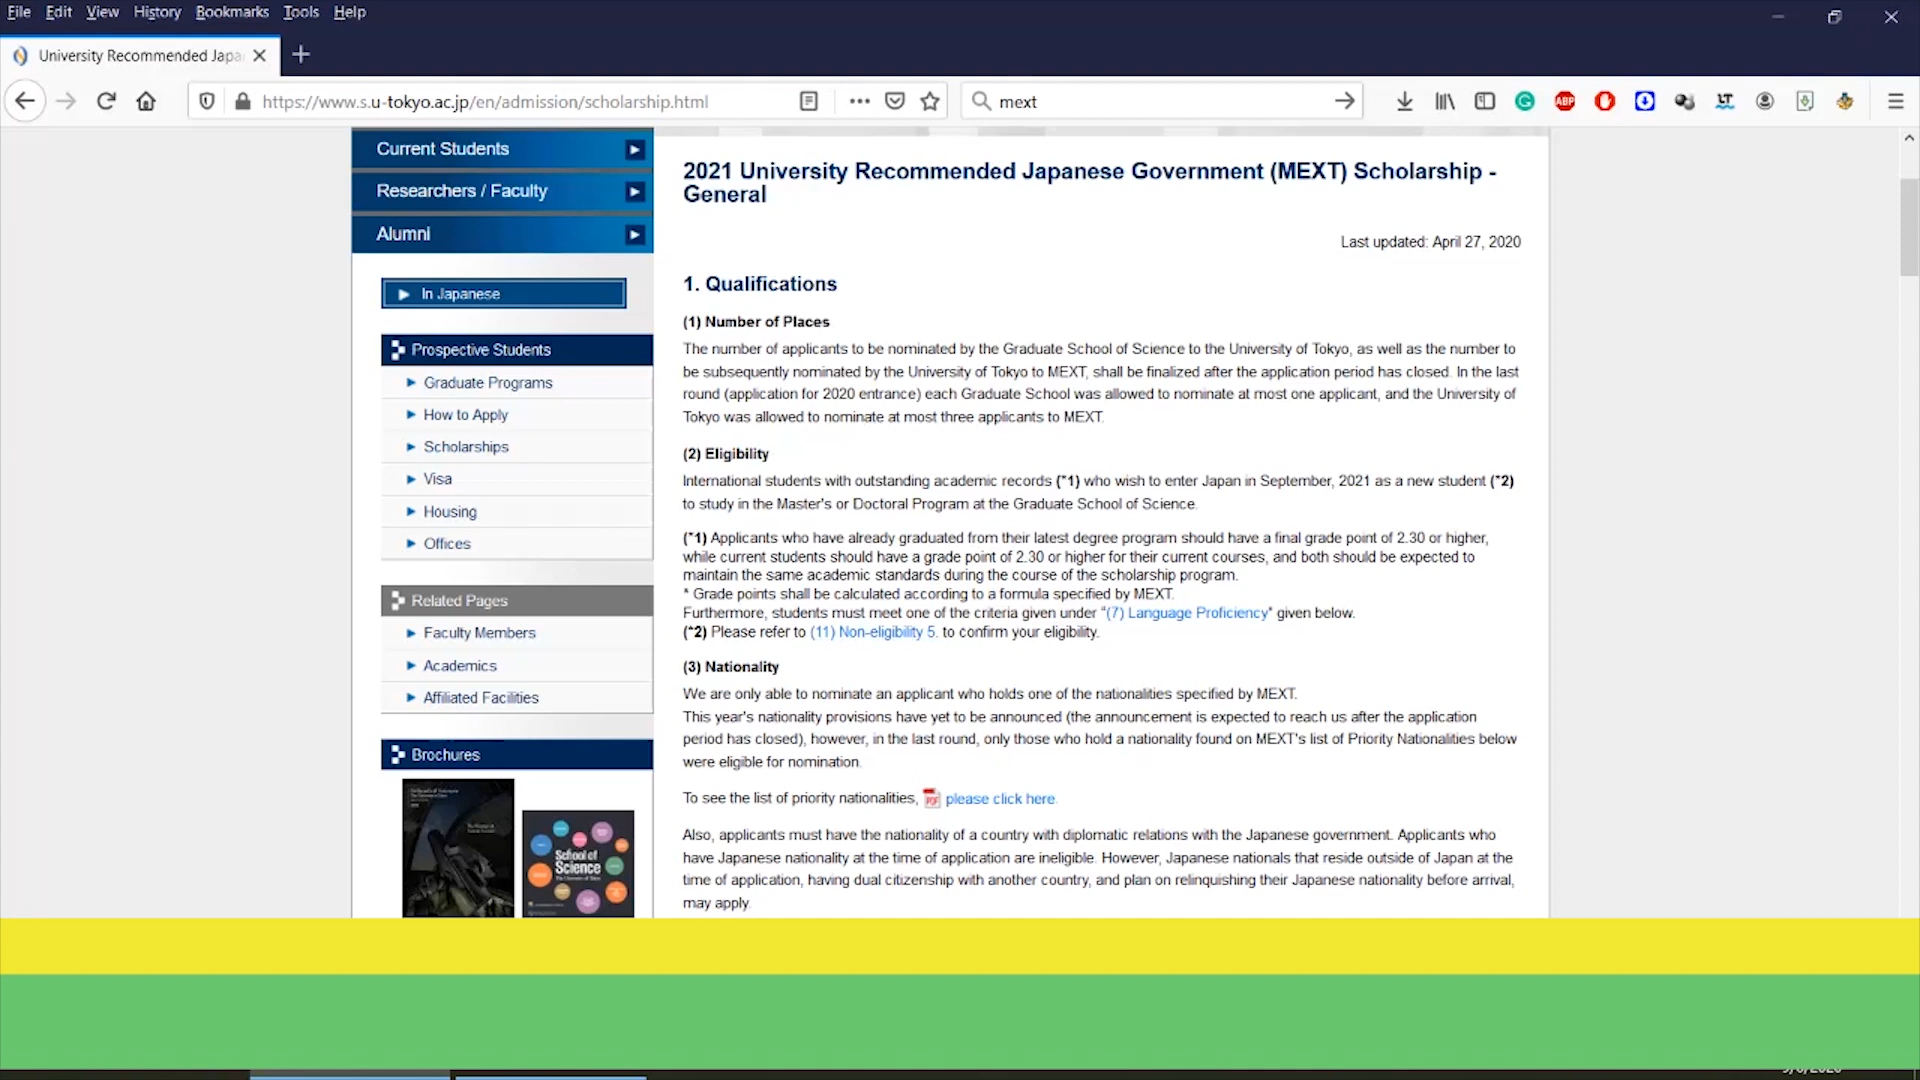 File Edit View History Bookmarks Tools Help
University Recommended Japa
https://www.s.u-tokyo.ac.jp/en/admission/scholarship.html
mext
ABP
Current Students
Researchers / Faculty
Alumni
In Japanese
Prospective Students
Graduate Programs
How to Apply
Scholarships
Visa
Housing
Offices
Related Pages
Faculty Members
Academics
Affiliated Facilities
Brochures
School of
Science
2021 University Recommended Japanese Government (MEXT) Scholarship -
General
Last updated: April 27, 2020
1. Qualifications
(1) Number of Places
The number of applicants to be nominated by the Graduate School of Science to the University of Tokyo, as well as the number to
be subsequently nominated by the University of Tokyo to MEXT, shall be finalized after the application period has closed. In the last
round (application for 2020 entrance) each Graduate School was allowed to nominate at most one applicant, and the University of
Tokyo was allowed to nominate at most three applicants to MEXT.
(2) Eligibility
International students with outstanding academic records (*1) who wish to enter Japan in September, 2021 as a new student (*2)
to study in the Master's or Doctoral Program at the Graduate School of Science.
(*1) Applicants who have already graduated from their latest degree program should have a final grade point of 2.30 or higher,
while current students should have a grade point of 2.30 or higher for their current courses, and both should be expected to
maintain the same academic standards during the course of the scholarship program.
* Grade points shall be calculated according to a formula specified by MEXT.
Furthermore, students must meet one of the criteria given under "(7) Language Proficiency" given below.
(*2) Please refer to (11) Non-eligibility 5. to confirm your eligibility.
(3) Nationality
We are only able to nominate an applicant who holds one of the nationalities specified by MEXT.
This year's nationality provisions have yet to be announced (the announcement is expected to reach us after the application
period has closed), however, in the last round, only those who hold a nationality found on MEXT's list of Priority Nationalities below
were eligible for nomination.
To see the list of priority nationalities, PDF please click here.
Also, applicants must have the nationality of a country with diplomatic relations with the Japanese government. Applicants who
have Japanese nationality at the time of application are ineligible. However, Japanese nationals that reside outside of Japan at the
time of application, having dual citizenship with another country, and plan on relinquishing their Japanese nationality before arrival,
may apply.